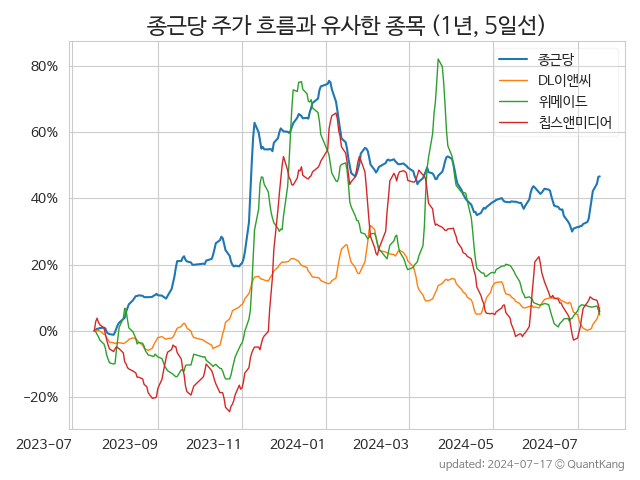 종근당 주가 흐름과 유사한 종목 (1년, 5일선)
종근당
DL이앤씨
위메이드
칩스앤미디어
80%
60%
40%
20%
0%
−20%
2023−07
2023−09
2023−11
2024−01
2024−03
2024−05
2024−07
updated: 2024-07-17 © QuantKang